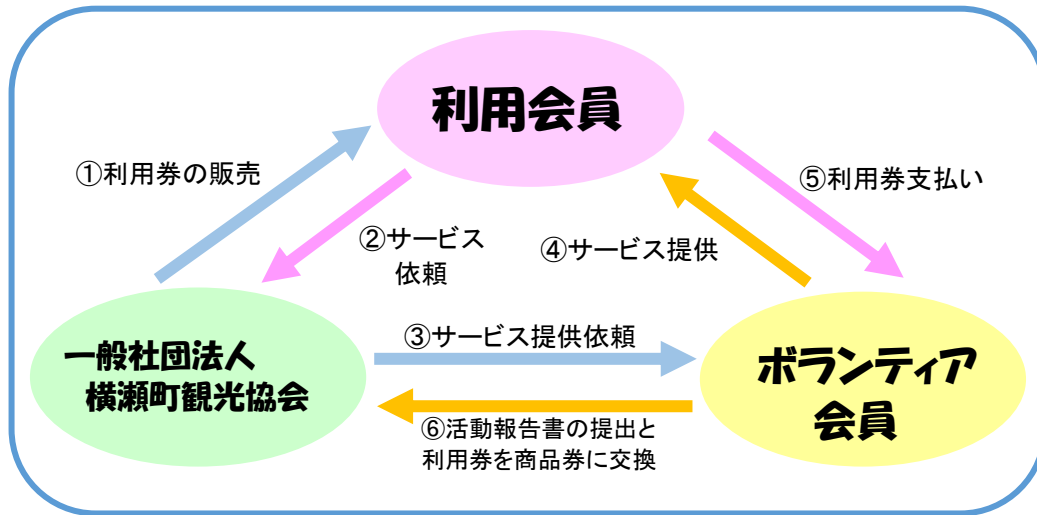 利用会員
①利用券の販売
⑤利用券支払い
②サービス
依頼
④サービス提供
③サービス提供依頼
一般社団法人
横瀬町観光協会
ボランティア
会員
⑥活動報告書の提出と
利用券を商品券に交換